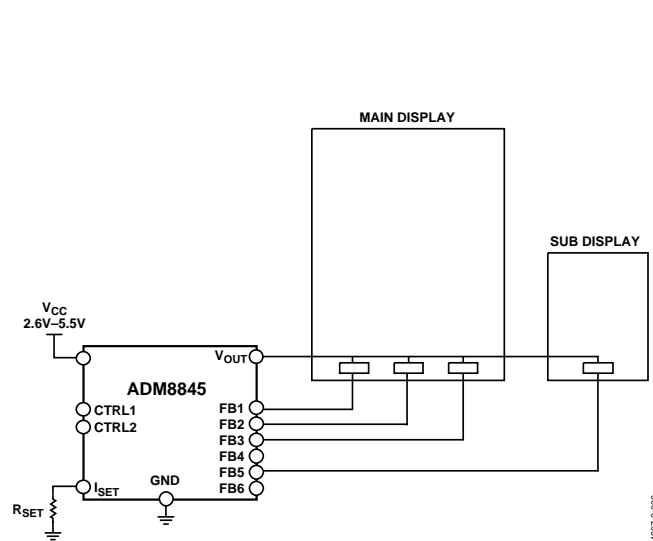 MAIN DISPLAY
SUB DISPLAY
VCC
2.6V–5.5V
VOUT
ADM8845
CTRL1
CTRL2
FB1
FB2
FB3
FB4
FB5
FB6
ISET
GND
RSET